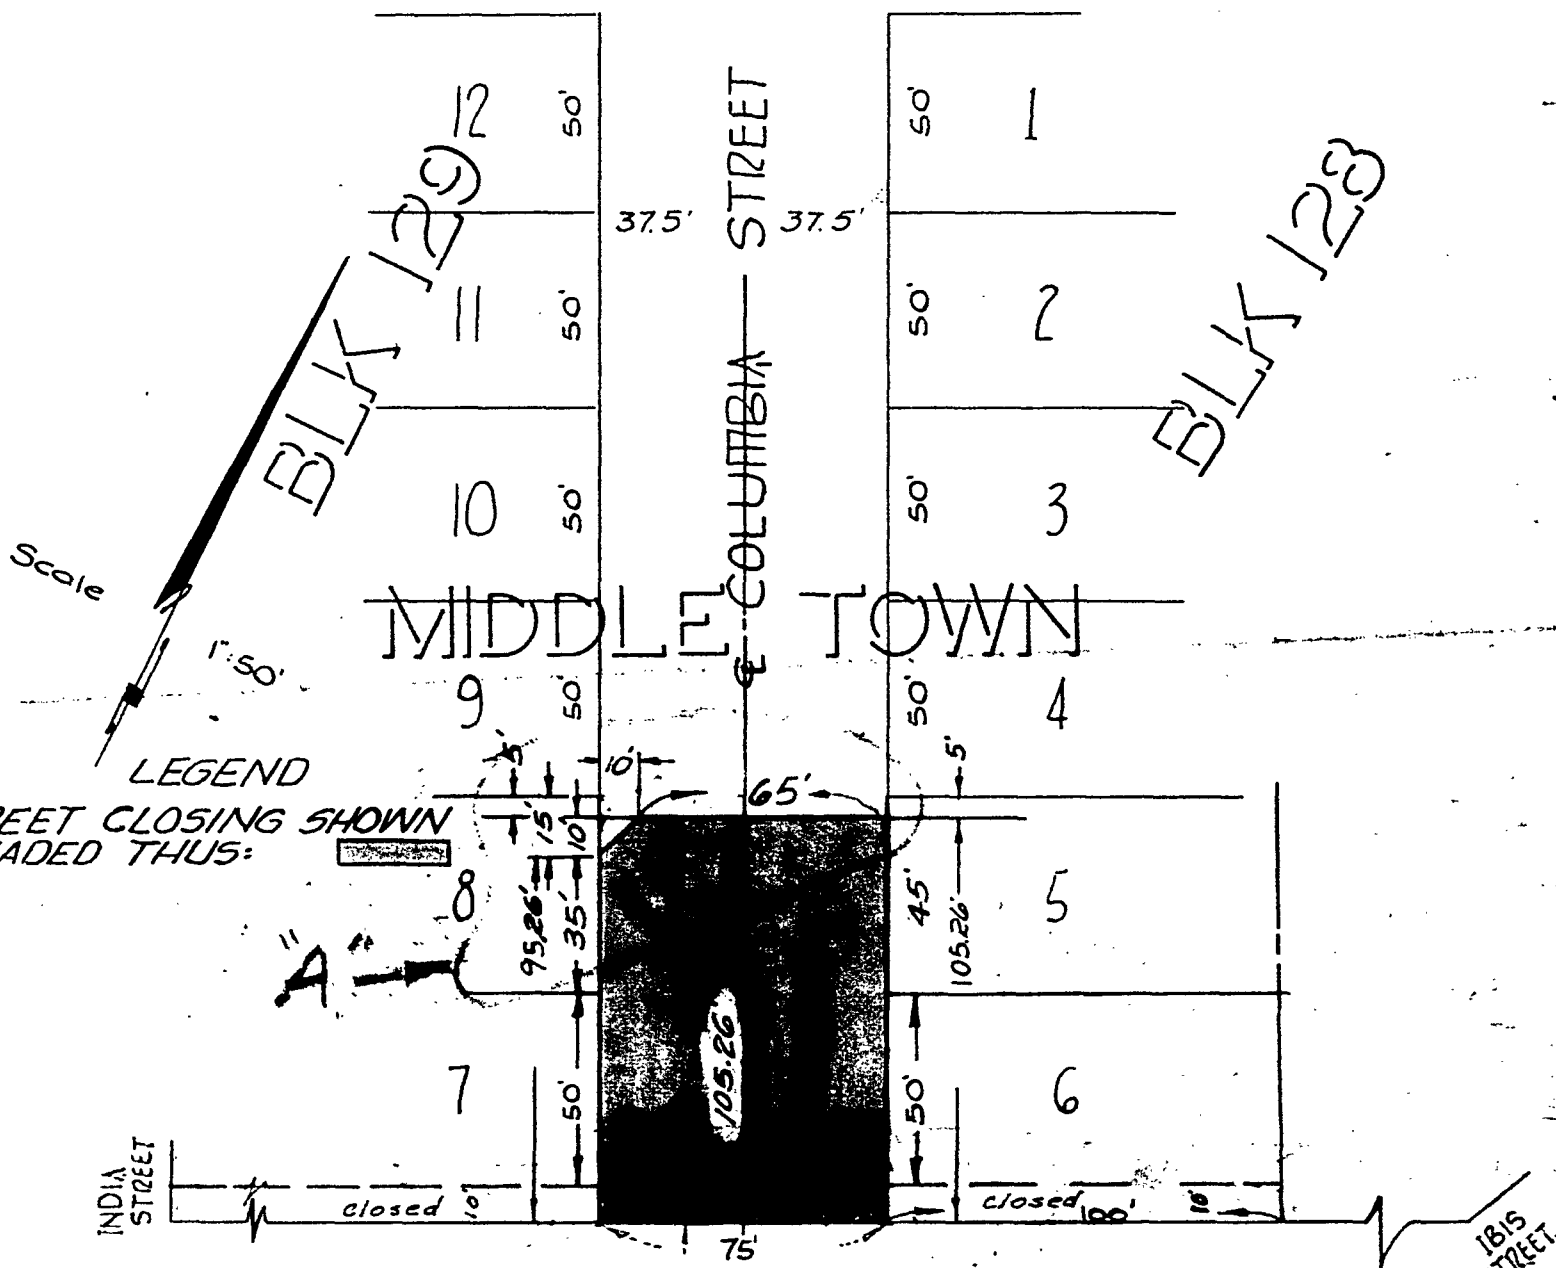 12
50'
50'
1
BLK 129
37.5'
37.5'
COLUMBIA STREET
BLK 128
11
50'
50'
2
10
50'
50'
3
Scale
1":50'
MIDDLE TOWN
℄
9
50'
50'
4
LEGEND
5'
10'
65'
5'
EET CLOSING SHOWN
ADED THUS:
15'
10'
8
95.26'
35'
45'
105.26'
5
"A"
105.26
7
50'
50'
6
INDIA
STREET
closed 10'
closed
100'
10'
75'
IBIS
TREET